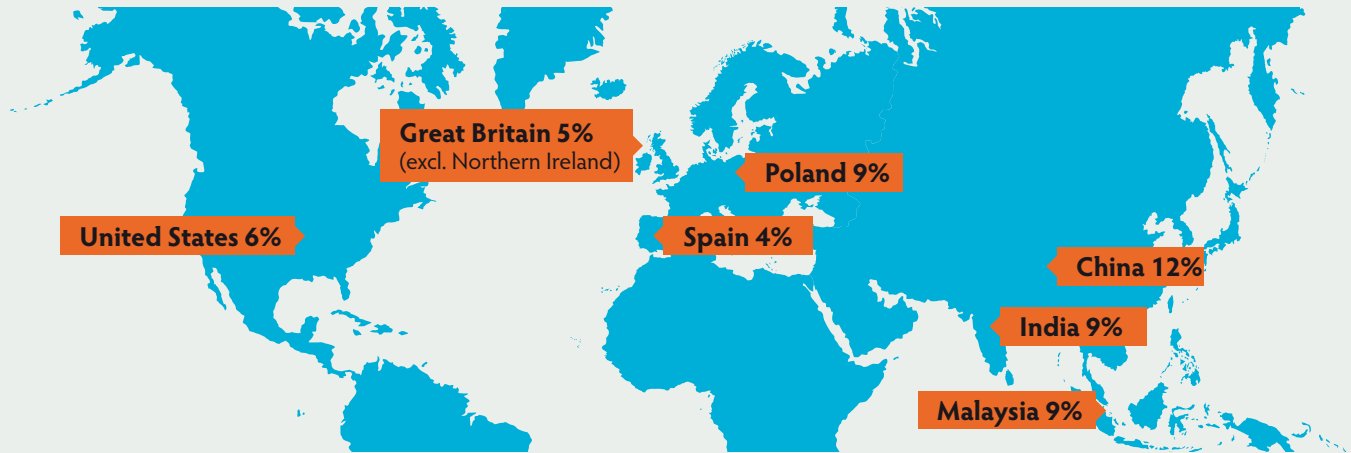 Great Britain 5%
(excl. Northern Ireland)
Poland 9%
United States 6%
Spain 4%
China 12%
India 9%
Malaysia 9%